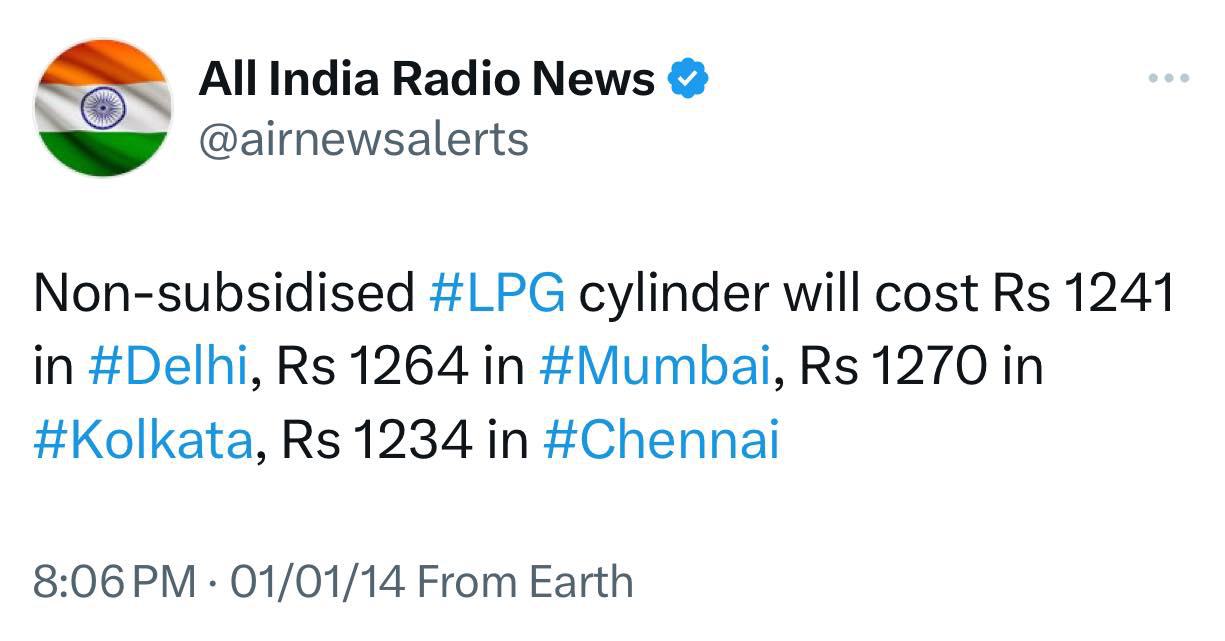 All India Radio News
@airnewsalerts
Non-subsidised #LPG cylinder will cost Rs 1241
in #Delhi, Rs 1264 in #Mumbai, Rs 1270 in
#Kolkata, Rs 1234 in #Chennai
8:06 PM · 01/01/14 From Earth